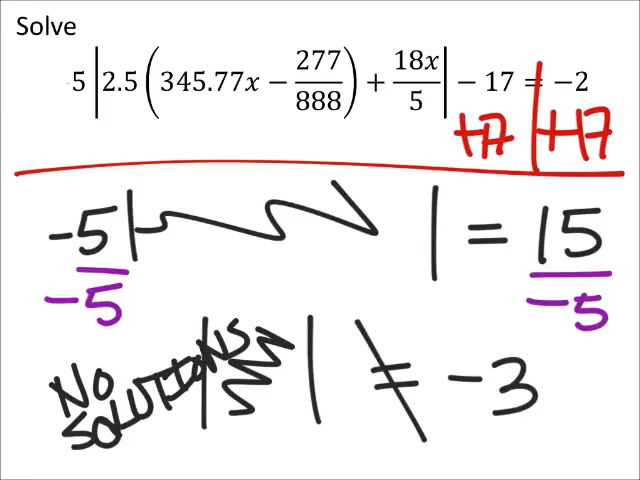 Solve
-5 |2.5 (345.77x − 277/888) + 18x/5| − 17 = −2
+17 | +17
-5 | | = 15
-5 -5
NO SOLUTIONS | | ≠ -3